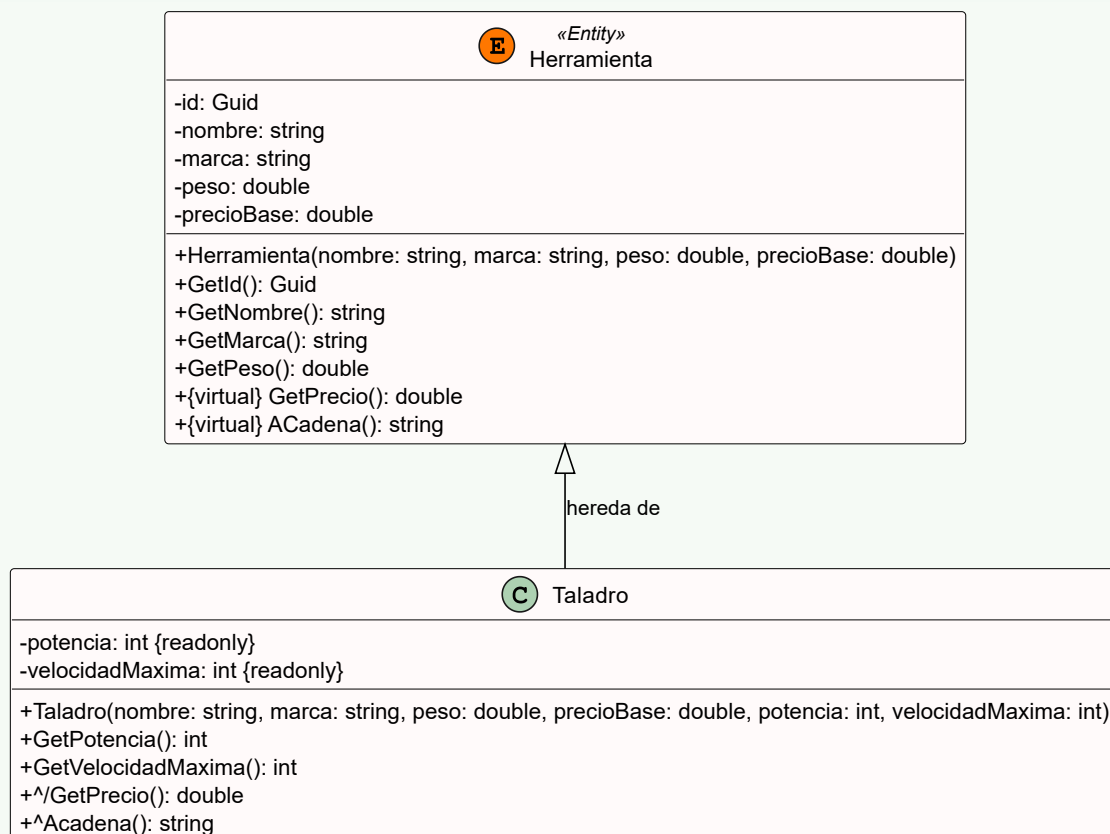 E
«Entity»
Herramienta
-id: Guid
-nombre: string
-marca: string
-peso: double
-precioBase: double
+Herramienta(nombre: string, marca: string, peso: double, precioBase: double)
+GetId(): Guid
+GetNombre(): string
+GetMarca(): string
+GetPeso(): double
+{virtual} GetPrecio(): double
+{virtual} ACadena(): string
hereda de
C Taladro
-potencia: int {readonly}
-velocidadMaxima: int {readonly}
+Taladro(nombre: string, marca: string, peso: double, precioBase: double, potencia: int, velocidadMaxima: int)
+GetPotencia(): int
+GetVelocidadMaxima(): int
+^/GetPrecio(): double
+^Acadena(): string